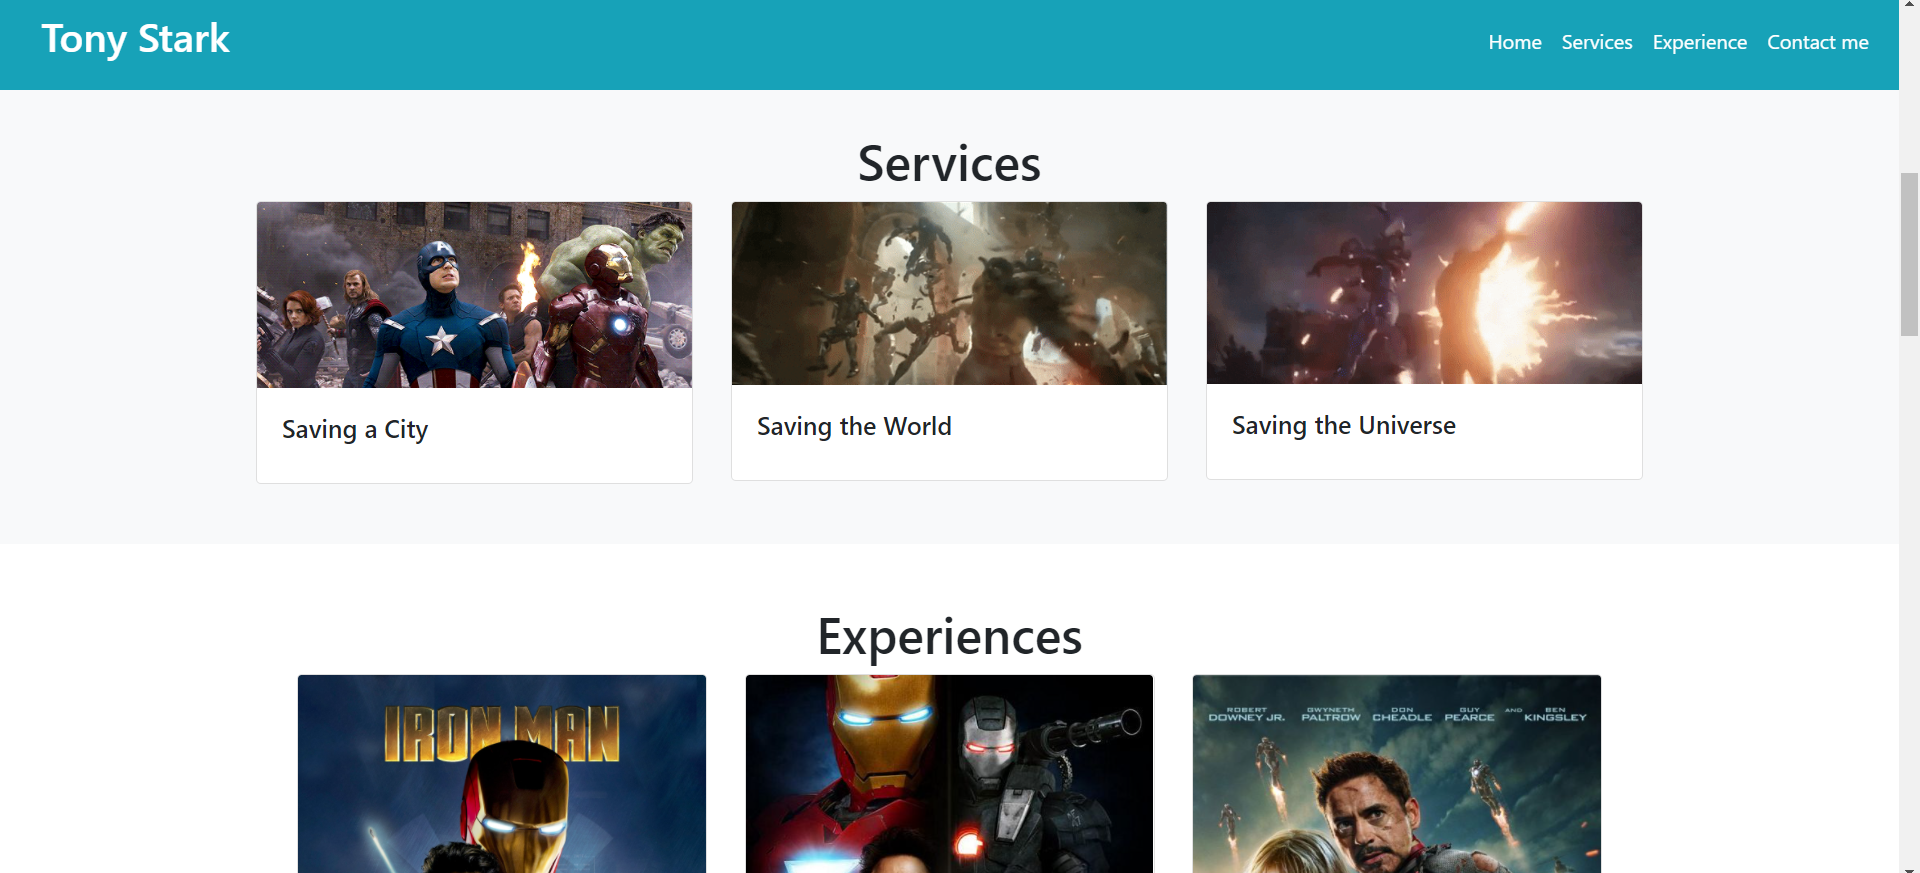 Tony Stark
Home Services Experience Contact me
Services
Saving a City
Saving the World
Saving the Universe
Experiences
IRON MAN
ROBERT DOWNEY JR. GWYNETH PALTROW DON CHEADLE GUY PEARCE AND BEN KINGSLEY